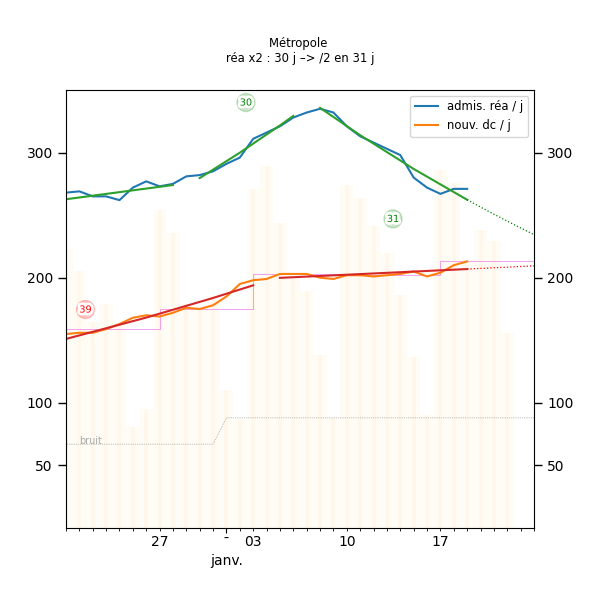 Métropole
réa x2 : 30 j –> /2 en 31 j
admis. réa / j
nouv. dc / j
30
31
39
bruit
300
200
100
50
300
200
100
50
27
-
03
10
17
janv.